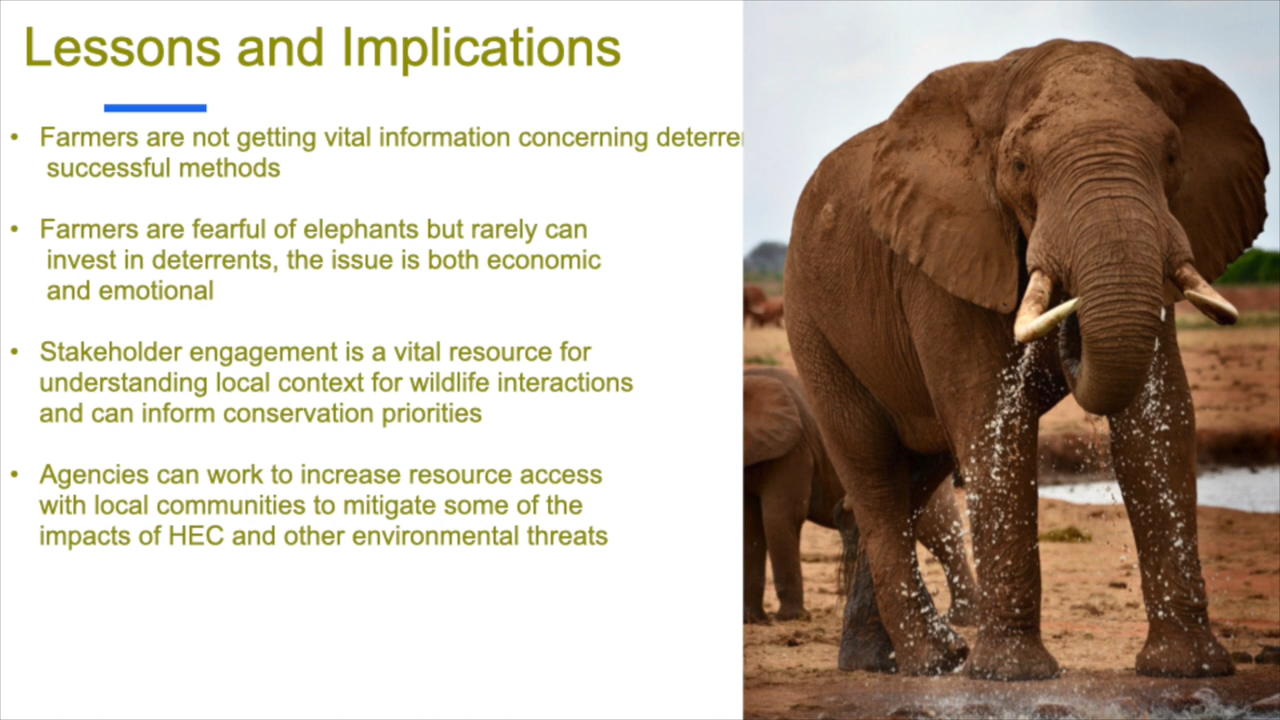 Lessons and Implications
• Farmers are not getting vital information concerning
successful methods
• Farmers are fearful of elephants but rarely can
invest in deterrents, the issue is both economic
and emotional
• Stakeholder engagement is a vital resource for
understanding local context for wildlife interactions
and can inform conservation priorities
• Agencies can work to increase resource access
with local communities to mitigate some of the
impacts of HEC and other environmental threats